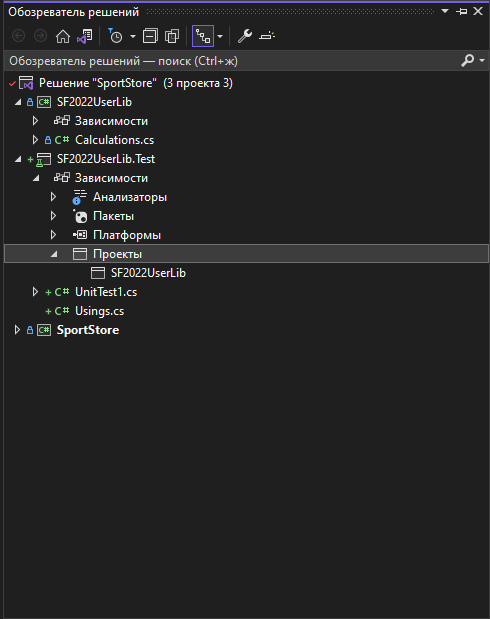 Обозреватель решений
Обозреватель решений — поиск (Ctrl+ж)
Решение "SportStore" (3 проекта 3)
C# SF2022UserLib
Зависимости
C# Calculations.cs
SF2022UserLib.Test
Зависимости
Анализаторы
Пакеты
Платформы
Проекты
SF2022UserLib
+ C# UnitTest1.cs
+ C# Usings.cs
C# SportStore